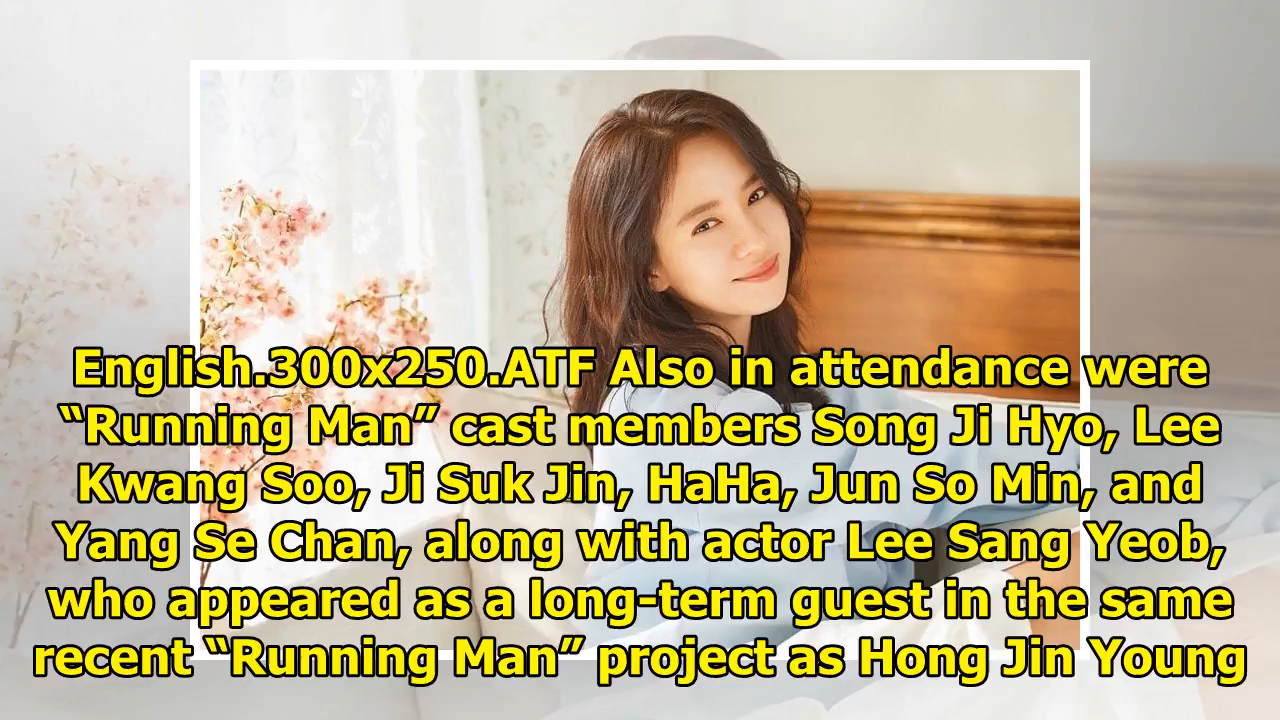 English.300x250.ATF Also in attendance were
“Running Man” cast members Song Ji Hyo, Lee
Kwang Soo, Ji Suk Jin, HaHa, Jun So Min, and
Yang Se Chan, along with actor Lee Sang Yeob,
who appeared as a long-term guest in the same
recent “Running Man” project as Hong Jin Young